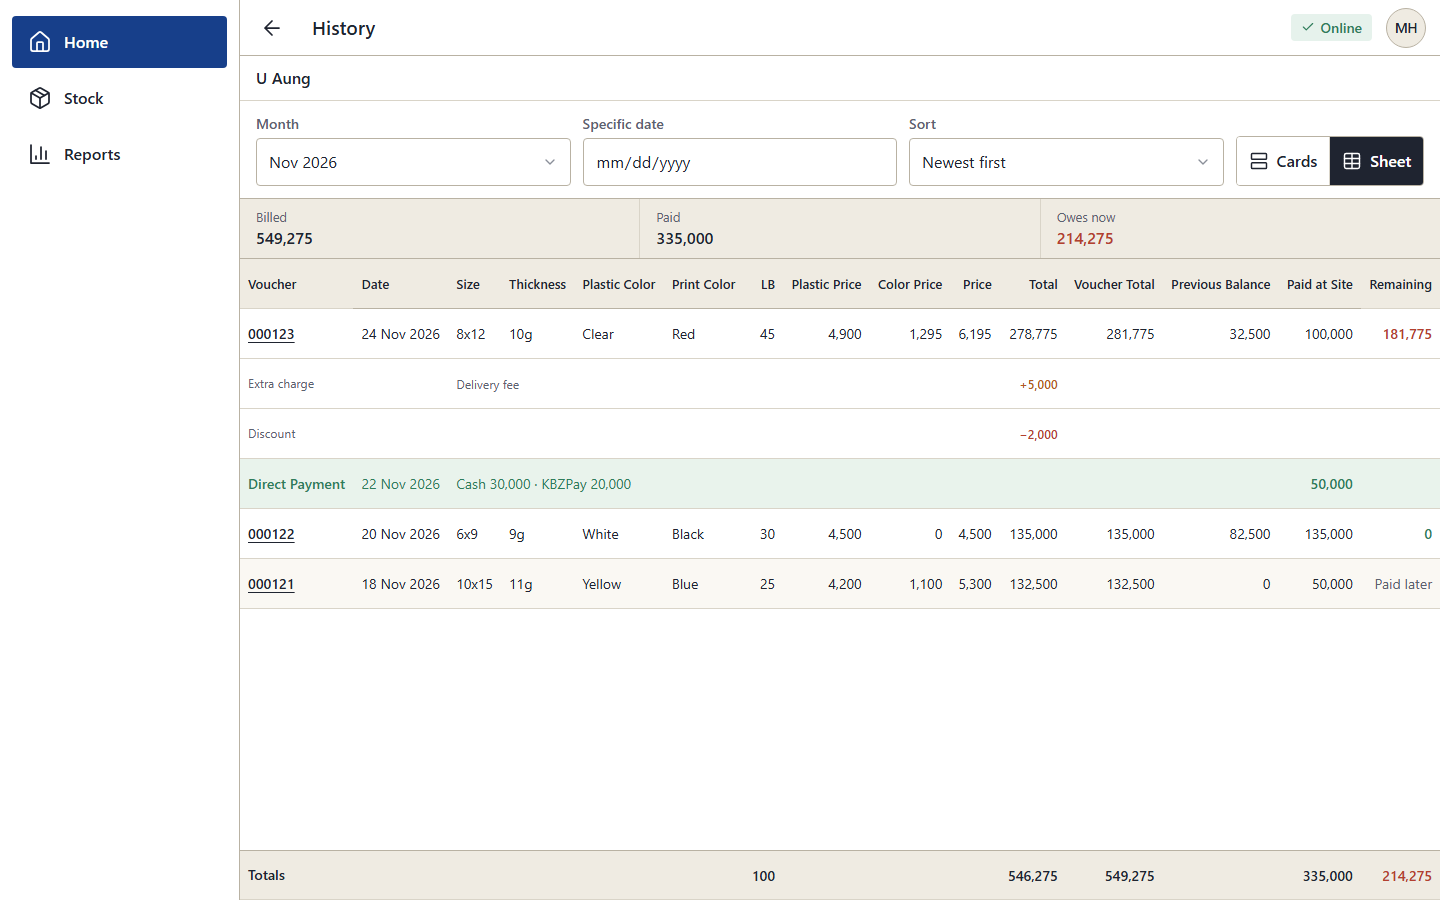 Home
Stock
Reports
History
Online
MH
U Aung
Month
Specific date
Sort
Nov 2026
mm/dd/yyyy
Newest first
Cards
Sheet
Billed
549,275
Paid
335,000
Owes now
214,275
Voucher Date Size Thickness Plastic Color Print Color LB Plastic Price Color Price Price Total Voucher Total Previous Balance Paid at Site Remaining
000123 24 Nov 2026 8x12 10g Clear Red 45 4,900 1,295 6,195 278,775 281,775 32,500 100,000 181,775
Extra charge Delivery fee +5,000
Discount −2,000
Direct Payment 22 Nov 2026 Cash 30,000 · KBZPay 20,000 50,000
000122 20 Nov 2026 6x9 9g White Black 30 4,500 0 4,500 135,000 135,000 82,500 135,000 0
000121 18 Nov 2026 10x15 11g Yellow Blue 25 4,200 1,100 5,300 132,500 132,500 0 50,000 Paid later
Totals 100 546,275 549,275 335,000 214,275